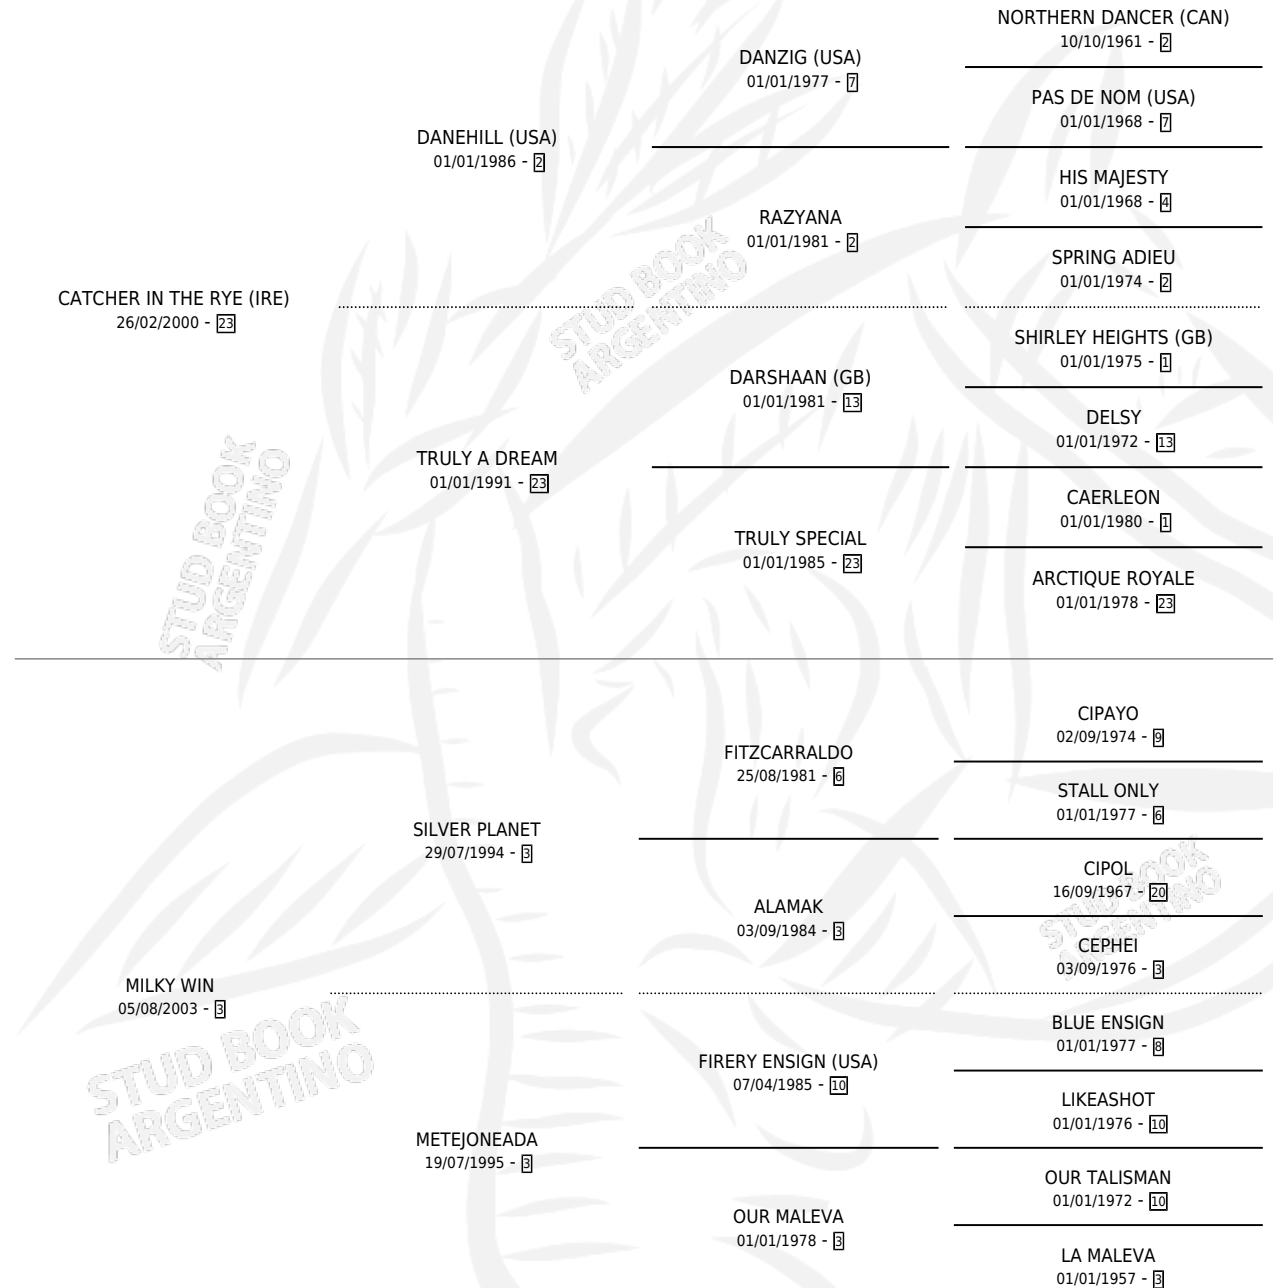 NORTHERN DANCER (CAN)
10/10/1961 - 2
DANZIG (USA)
01/01/1977 - 7
PAS DE NOM (USA)
01/01/1968 - 7
DANEHILL (USA)
01/01/1986 - 2
HIS MAJESTY
01/01/1968 - 4
RAZYANA
01/01/1981 - 2
SPRING ADIEU
01/01/1974 - 2
CATCHER IN THE RYE (IRE)
26/02/2000 - 23
STUD BOOK
ARGENTINO
SHIRLEY HEIGHTS (GB)
01/01/1975 - 1
DARSHAAN (GB)
01/01/1981 - 13
DELSY
01/01/1972 - 13
TRULY A DREAM
01/01/1991 - 23
CAERLEON
01/01/1980 - 1
TRULY SPECIAL
01/01/1985 - 23
ARCTIQUE ROYALE
01/01/1978 - 23
STUD BOOK
ARGENTINO
CIPAYO
02/09/1974 - 9
FITZCARRALDO
25/08/1981 - 6
STALL ONLY
01/01/1977 - 6
SILVER PLANET
29/07/1994 - 3
CIPOL
16/09/1967 - 20
ALAMAK
03/09/1984 - 3
STUD BOOK
ARGENTINO
CEPHEI
03/09/1976 - 3
MILKY WIN
05/08/2003 - 3
BLUE ENSIGN
01/01/1977 - 8
FIRERY ENSIGN (USA)
07/04/1985 - 10
STUD BOOK
ARGENTINO
LIKEASHOT
01/01/1976 - 10
METEJONEADA
19/07/1995 - 3
OUR TALISMAN
01/01/1972 - 10
OUR MALEVA
01/01/1978 - 3
LA MALEVA
01/01/1957 - 3